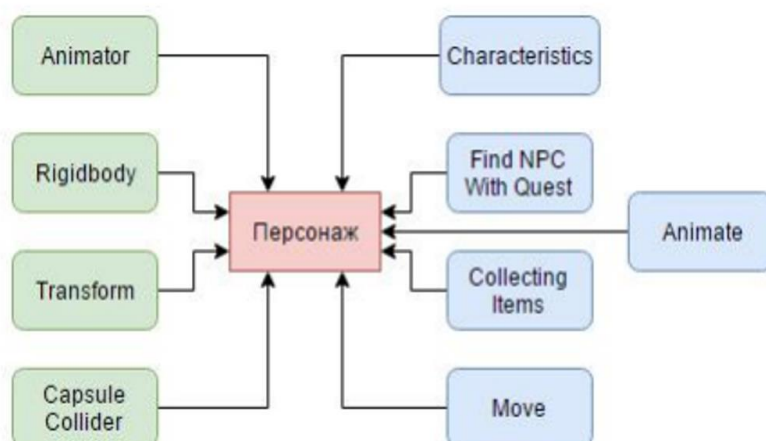 Animator
Characteristics
Rigidbody
Find NPC
With Quest
Персонаж
Animate
Transform
Collecting
Items
Capsule
Collider
Move